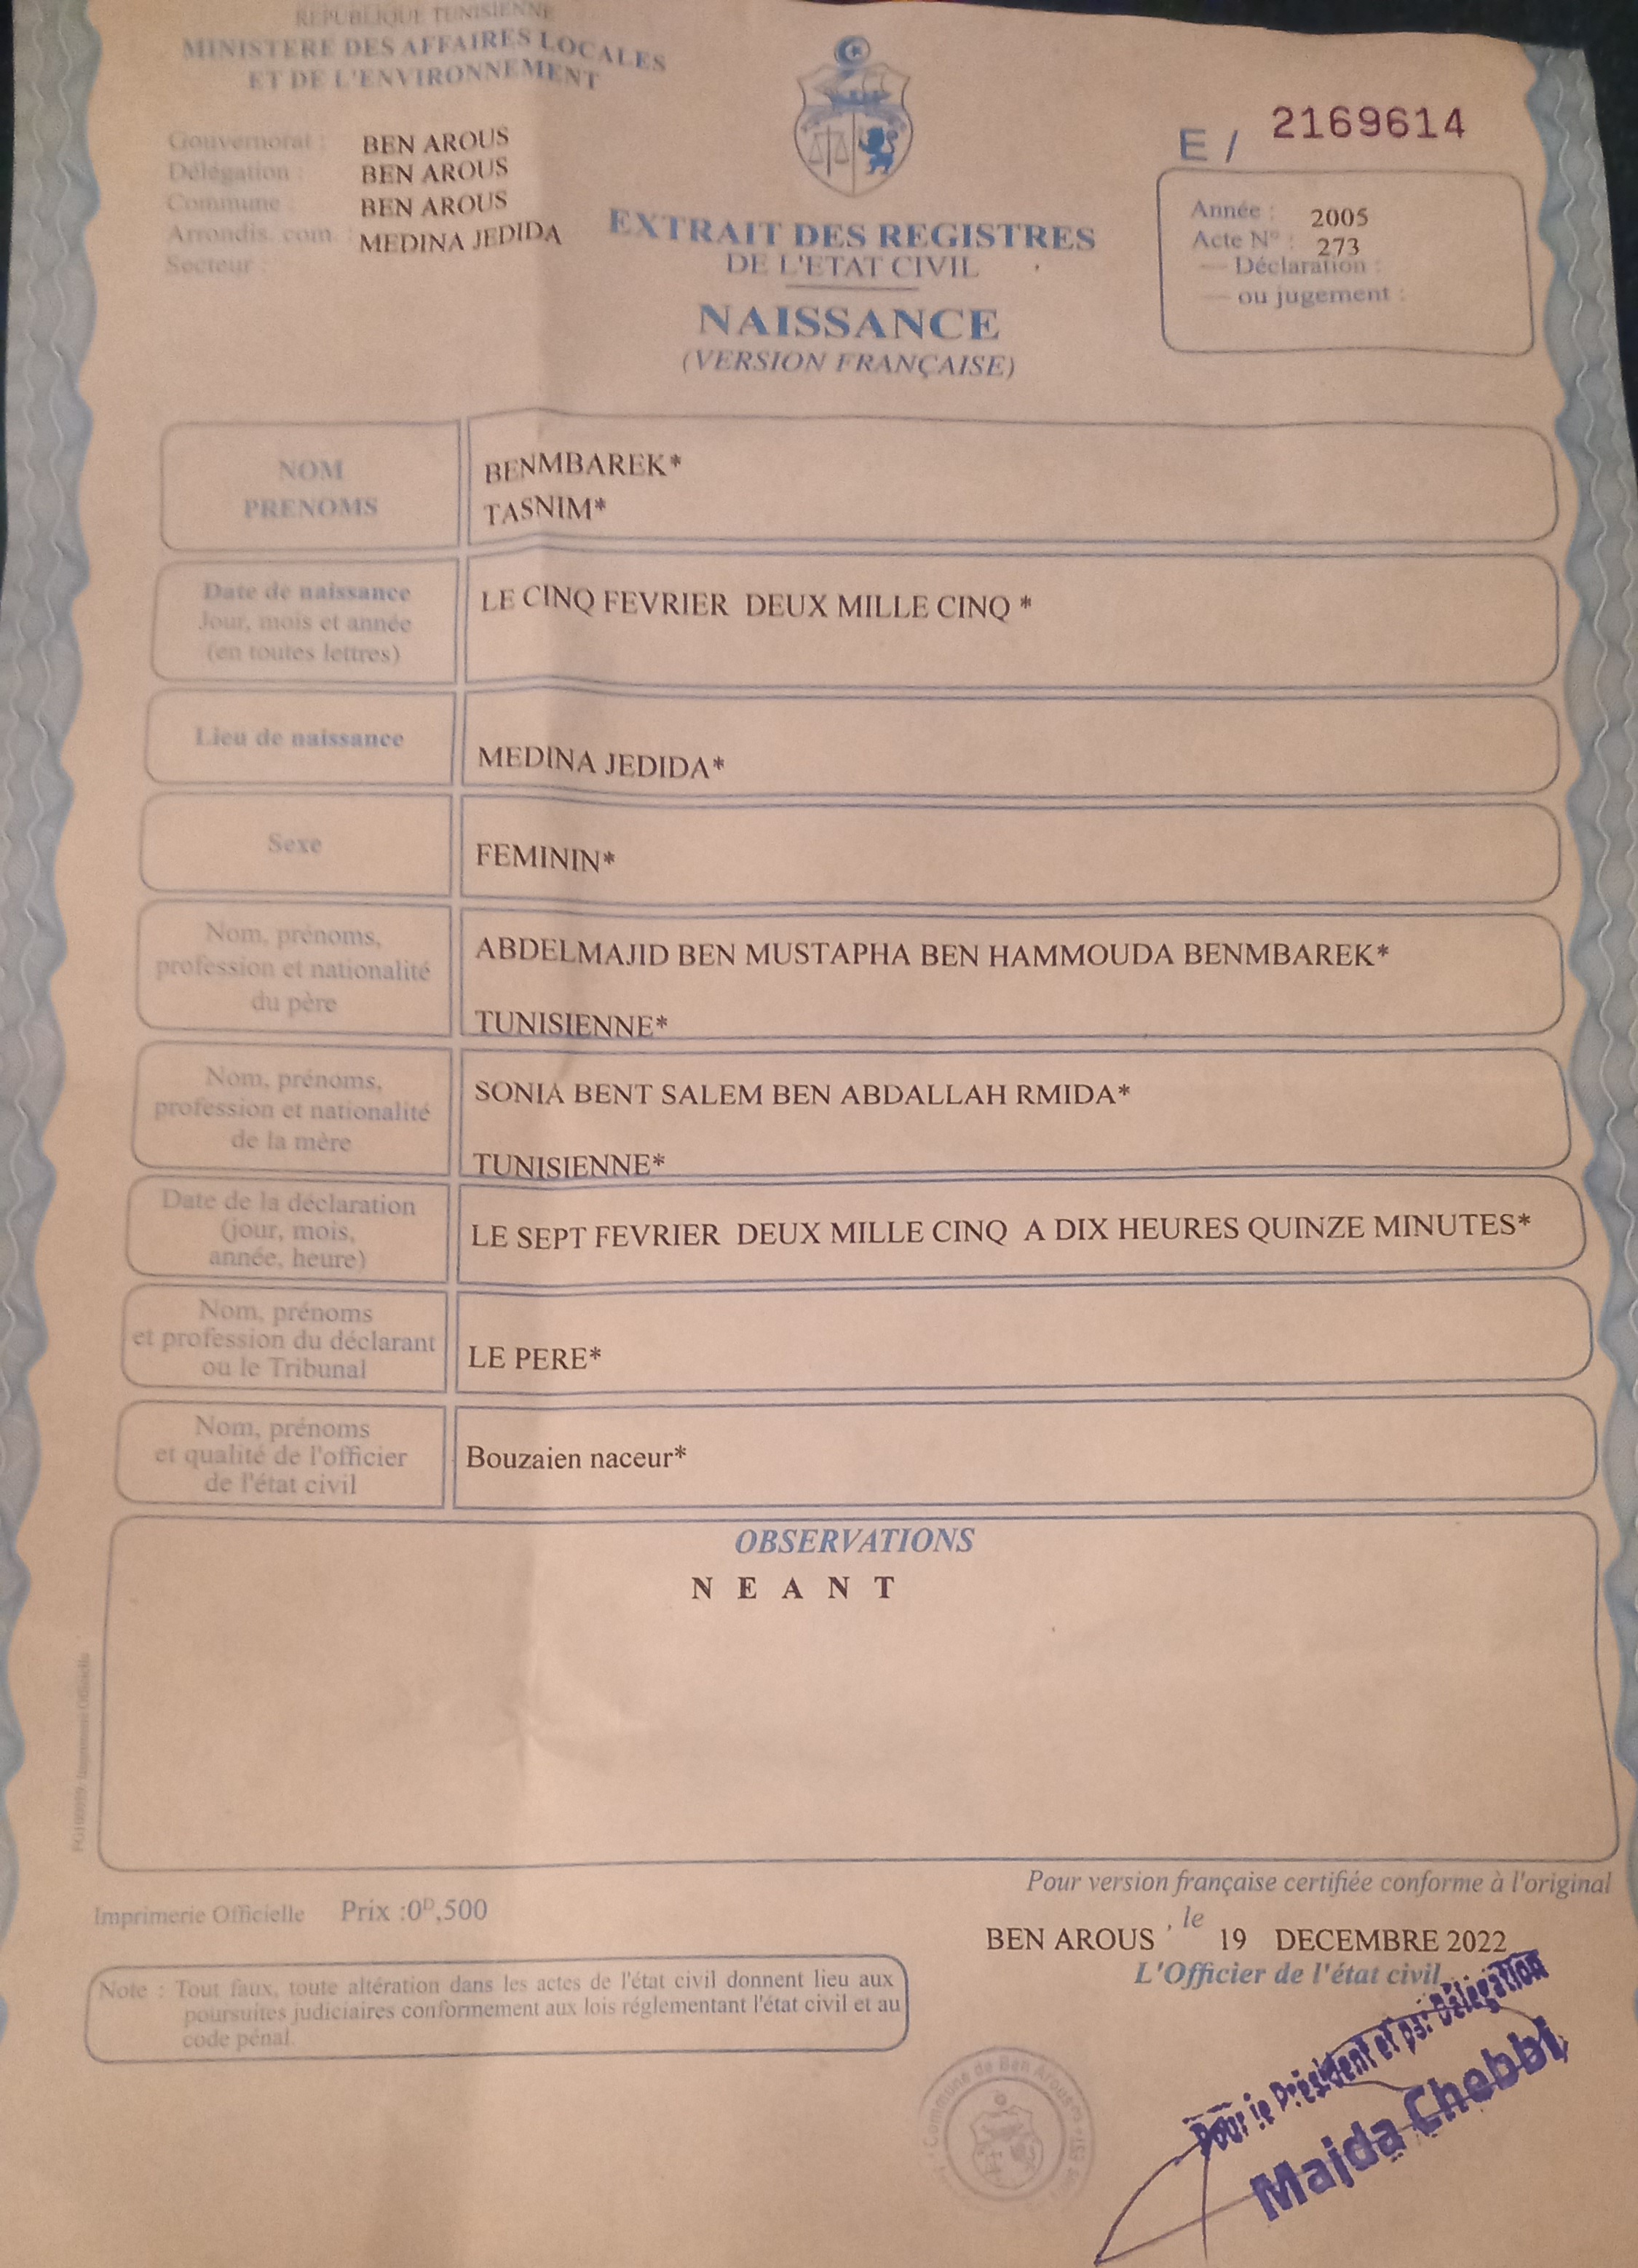 REPUBLIQUE TUNISIENNE
MINISTERE DES AFFAIRES LOCALES
ET DE L'ENVIRONNEMENT
Gouvernorat : BEN AROUS
Délégation : BEN AROUS
Commune : BEN AROUS
Arrondis. com. : MEDINA JEDIDA
Secteur :
E / 2169614
Année : 2005
Acte N° : 273
— Déclaration :
— ou jugement :
EXTRAIT DES REGISTRES
DE L'ETAT CIVIL
NAISSANCE
(VERSION FRANÇAISE)
NOM
PRENOMS
BENMBAREK*
TASNIM*
Date de naissance
Jour, mois et année
(en toutes lettres)
LE CINQ FEVRIER DEUX MILLE CINQ *
Lieu de naissance
MEDINA JEDIDA*
Sexe
FEMININ*
Nom, prénoms,
profession et nationalité
du père
ABDELMAJID BEN MUSTAPHA BEN HAMMOUDA BENMBAREK*
TUNISIENNE*
Nom, prénoms,
profession et nationalité
de la mère
SONIA BENT SALEM BEN ABDALLAH RMIDA*
TUNISIENNE*
Date de la déclaration
(jour, mois,
année, heure)
LE SEPT FEVRIER DEUX MILLE CINQ A DIX HEURES QUINZE MINUTES*
Nom, prénoms
et profession du déclarant
ou le Tribunal
LE PERE*
Nom, prénoms
et qualité de l'officier
de l'état civil
Bouzaien naceur*
OBSERVATIONS
N E A N T
Imprimerie Officielle
Pour version française certifiée conforme à l'original
Imprimerie Officielle Prix :0ᴰ,500
BEN AROUS , le 19 DECEMBRE 2022
L'Officier de l'état civil
Note : Tout faux, toute altération dans les actes de l'état civil donnent lieu aux
poursuites judiciaires conformement aux lois réglementant l'état civil et au
code pénal.
Pour le Président et par Délégation
Majda Chebbi
Commune de Ben Arous